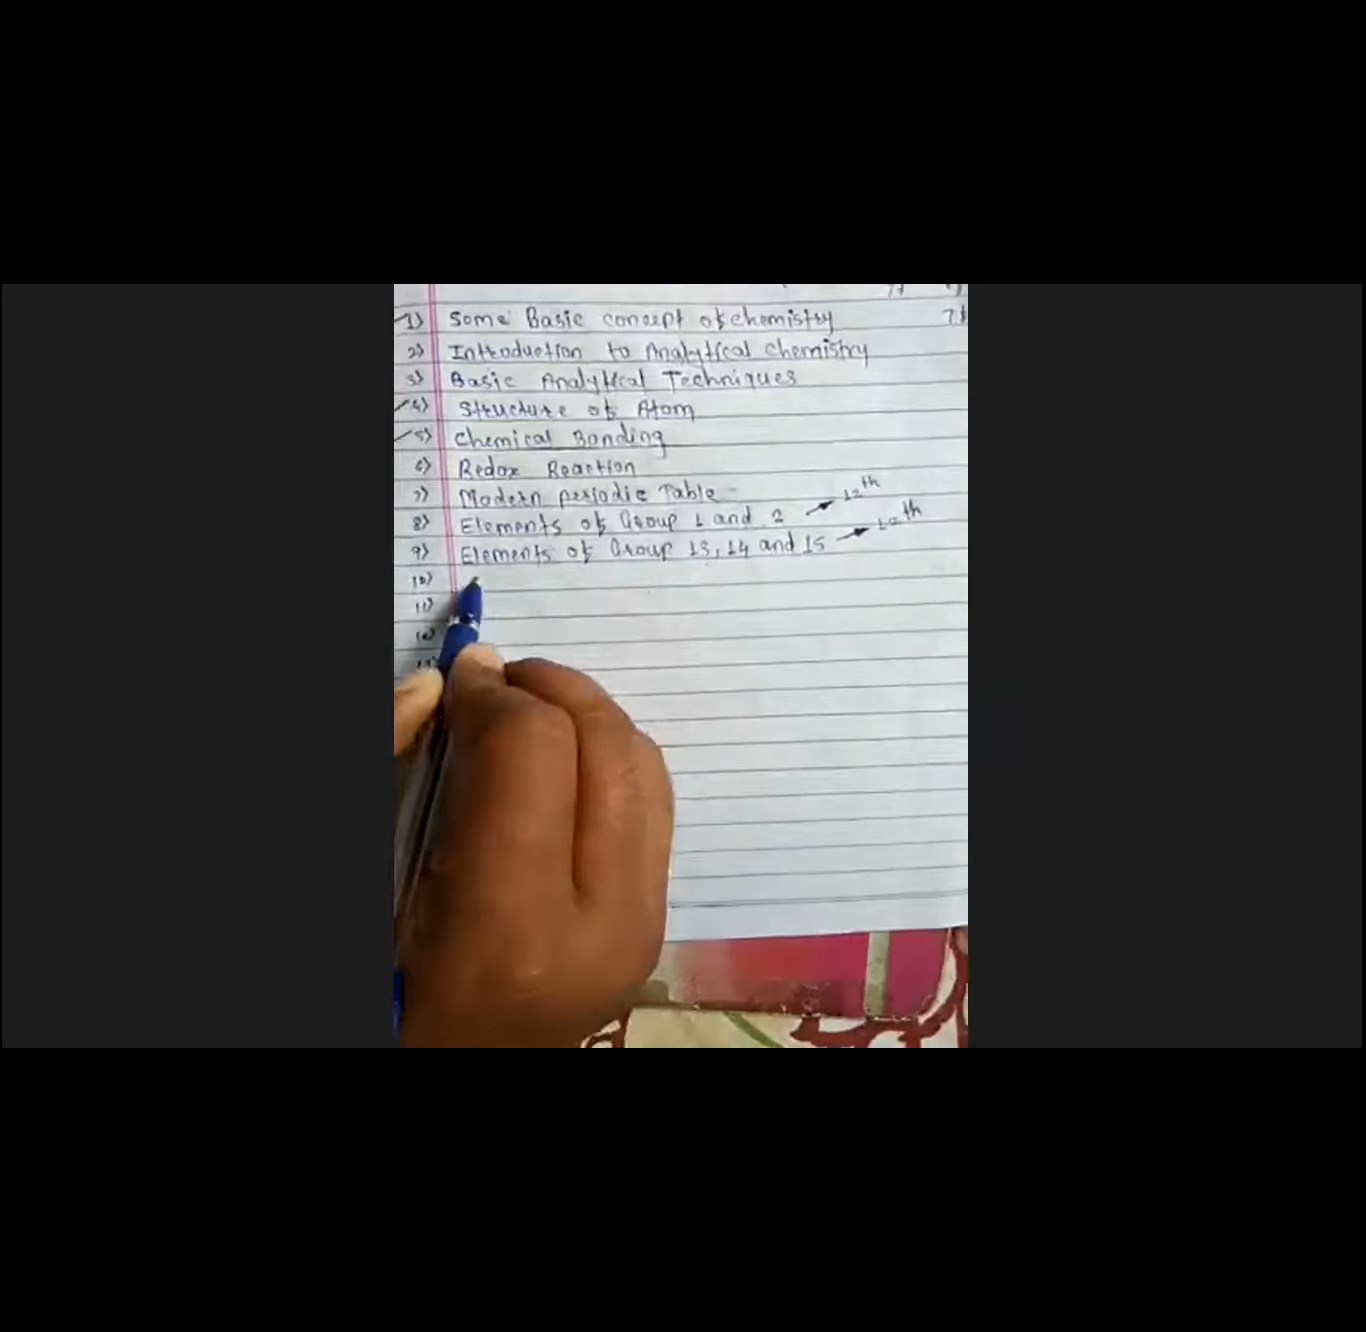 1) Some Basic concept of chemistry
2) Introduction to Analytical chemistry
3) Basic Analytical Techniques
4) Structure of Atom
5) Chemical Bonding
6) Redox Reaction
7) Modern periodic Table -
8) Elements of Group 1 and 2 → 12th
9) Elements of Group 13, 14 and 15 → 12th
10)
11)
12)
13)